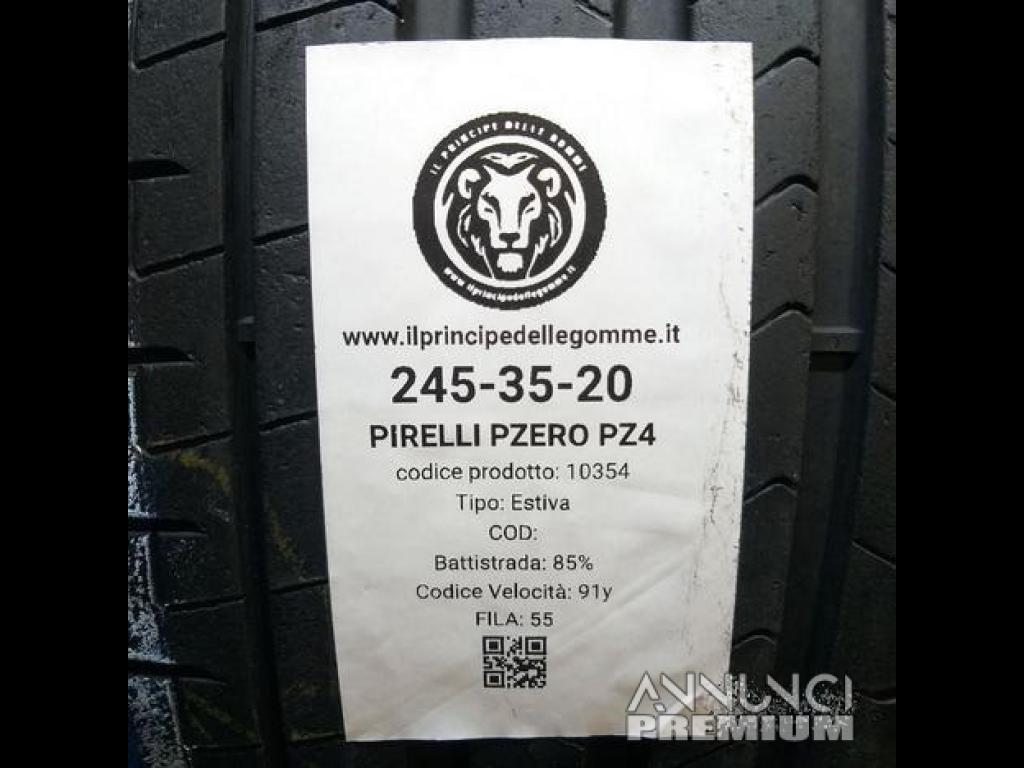 IL PRINCIPE DELLE GOMME
www.ilprincipedellegomme.it
www.ilprincipedellegomme.it
245-35-20
PIRELLI PZERO PZ4
codice prodotto: 10354
Tipo: Estiva
COD:
Battistrada: 85%
Codice Velocità: 91y
FILA: 55
ANNUNCI
PREMIUM